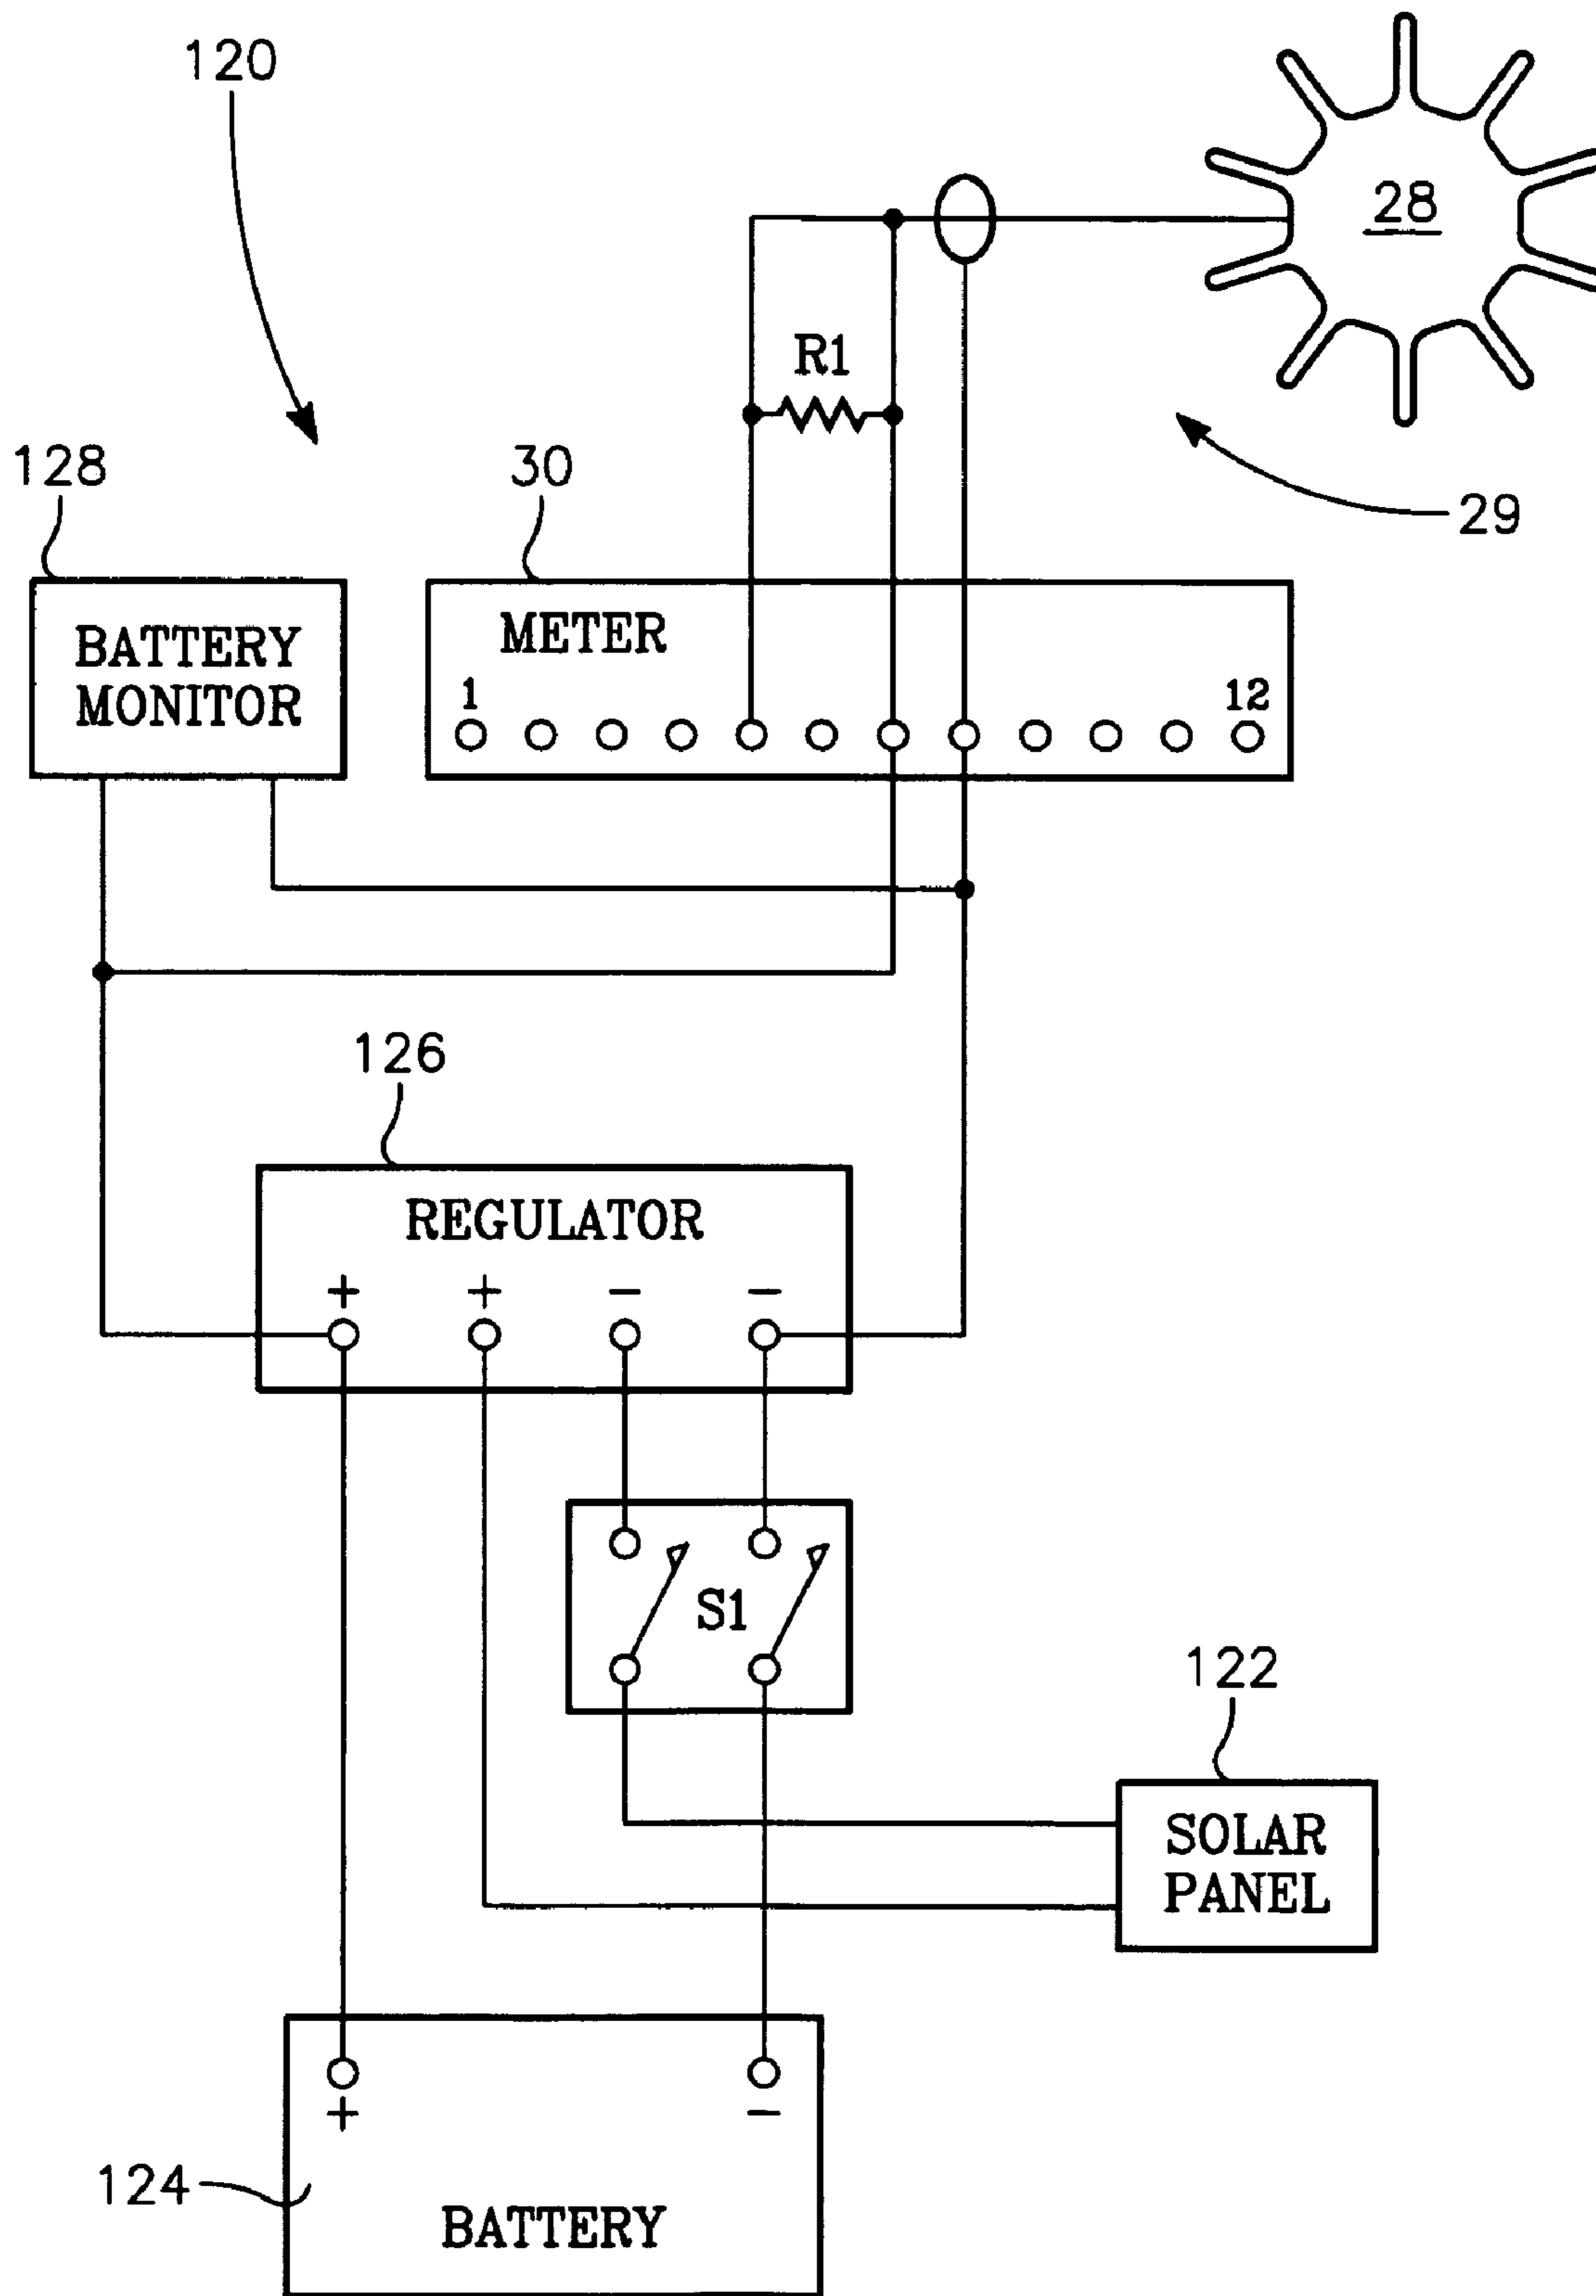 120
28
R1
128
30
29
BATTERY
MONITOR
METER
1
12
126
REGULATOR
+ + − −
S1
122
SOLAR
PANEL
+ −
124
BATTERY